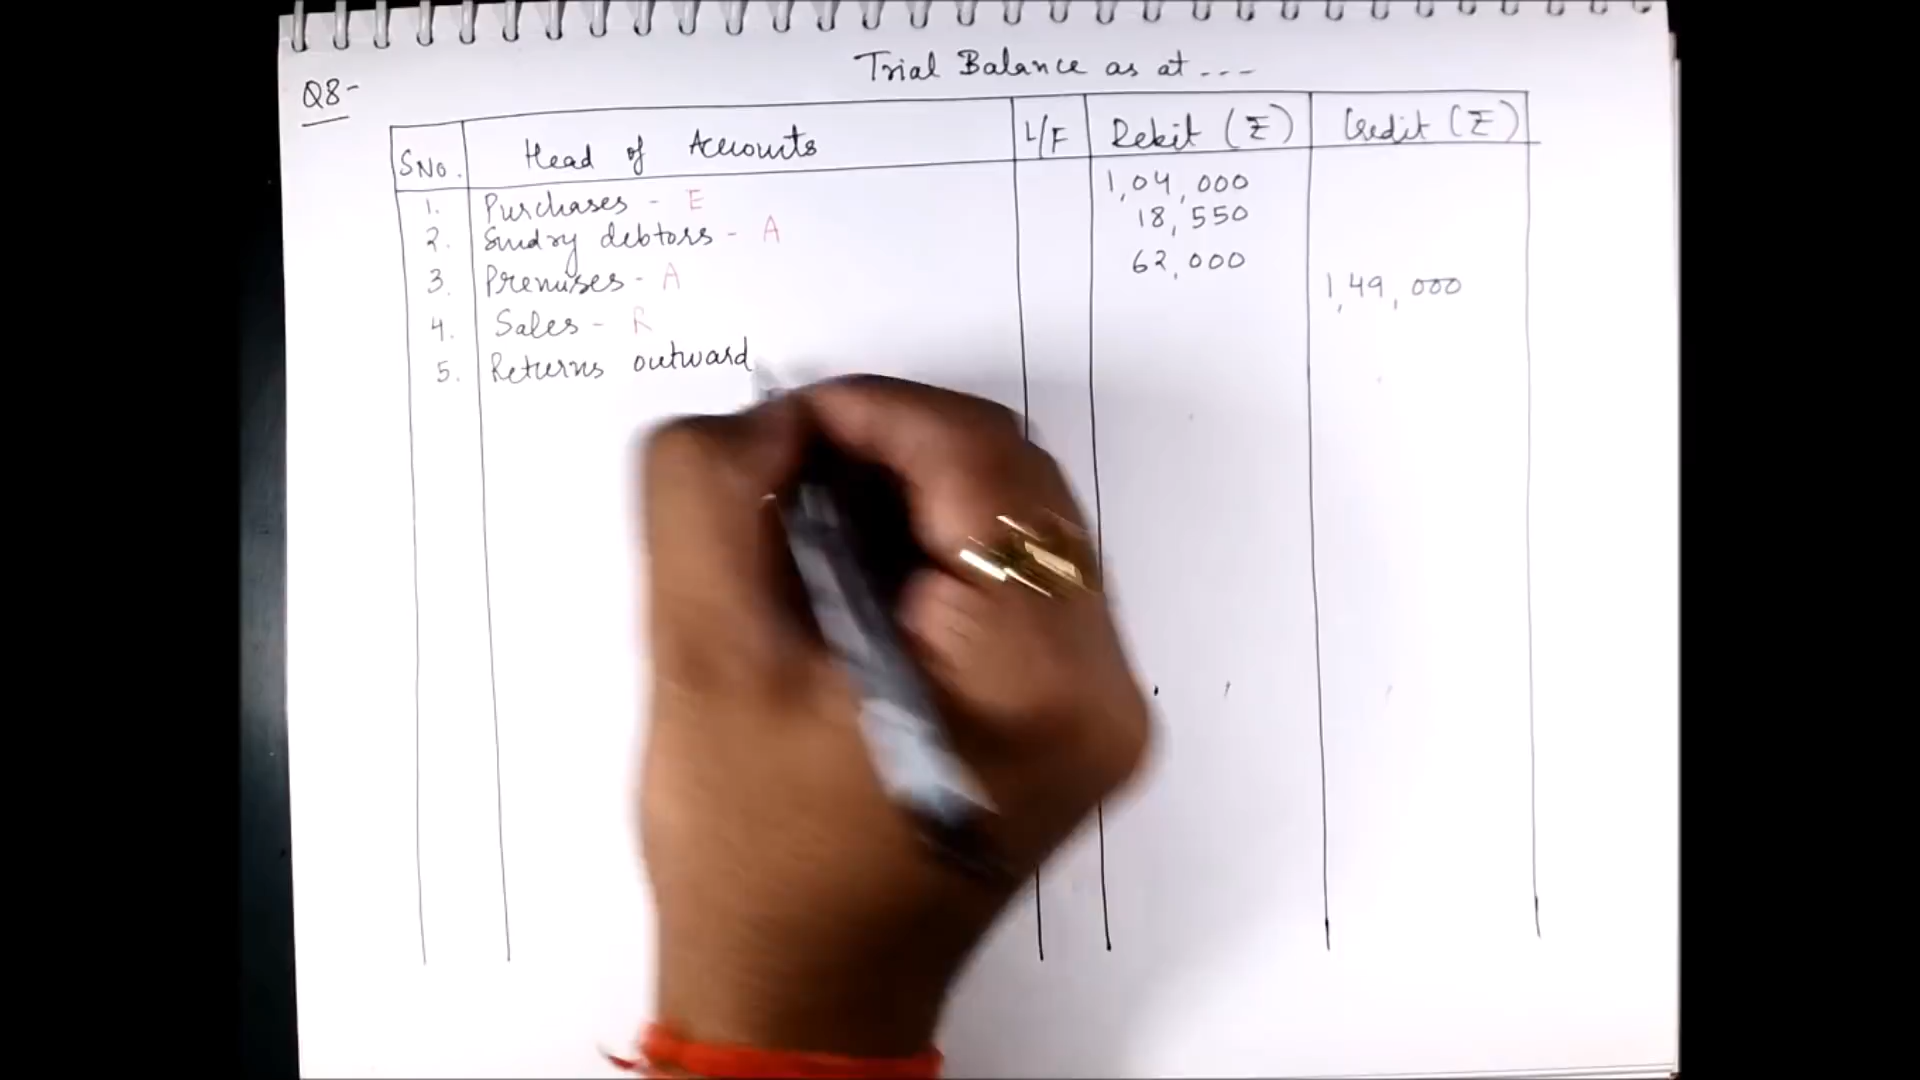 Trial Balance as at ---
Q8-
SNo. Head of Accounts L/F Debit (₹) Credit (₹)
1. Purchases - E 1,04,000
2. Sundry debtors - A 18,550
3. Premises - A 62,000
4. Sales - R 1,49,000
5. Returns outward